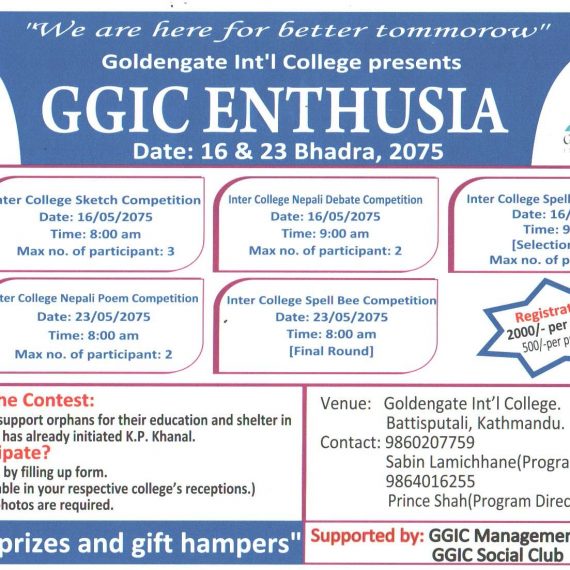 "We are here for better tommorow"
Goldengate Int'l College presents
GGIC ENTHUSIA
Date: 16 & 23 Bhadra, 2075
nter College Sketch Competition
Date: 16/05/2075
Time: 8:00 am
Max no. of participant: 3
Inter College Nepali Debate Competition
Date: 16/05/2075
Time: 9:00 am
Max no. of participant: 2
Inter College Spell
Date: 16/
Time: 9
[Selection
Max no. of p
ter College Nepali Poem Competition
Date: 23/05/2075
Time: 8:00 am
Max no. of participant: 2
Inter College Spell Bee Competition
Date: 23/05/2075
Time: 8:00 am
[Final Round]
Registrat
2000/- per
500/-per p
he Contest:
support orphans for their education and shelter in
has already initiated K.P. Khanal.
ipate?
by filling up form.
ble in your respective college's receptions.)
hotos are required.
Venue: Goldengate Int'l College.
Battisputali, Kathmandu.
Contact: 9860207759
Sabin Lamichhane(Progra
9864016255
Prince Shah(Program Direc
prizes and gift hampers"
Supported by: GGIC Managemen
GGIC Social Club